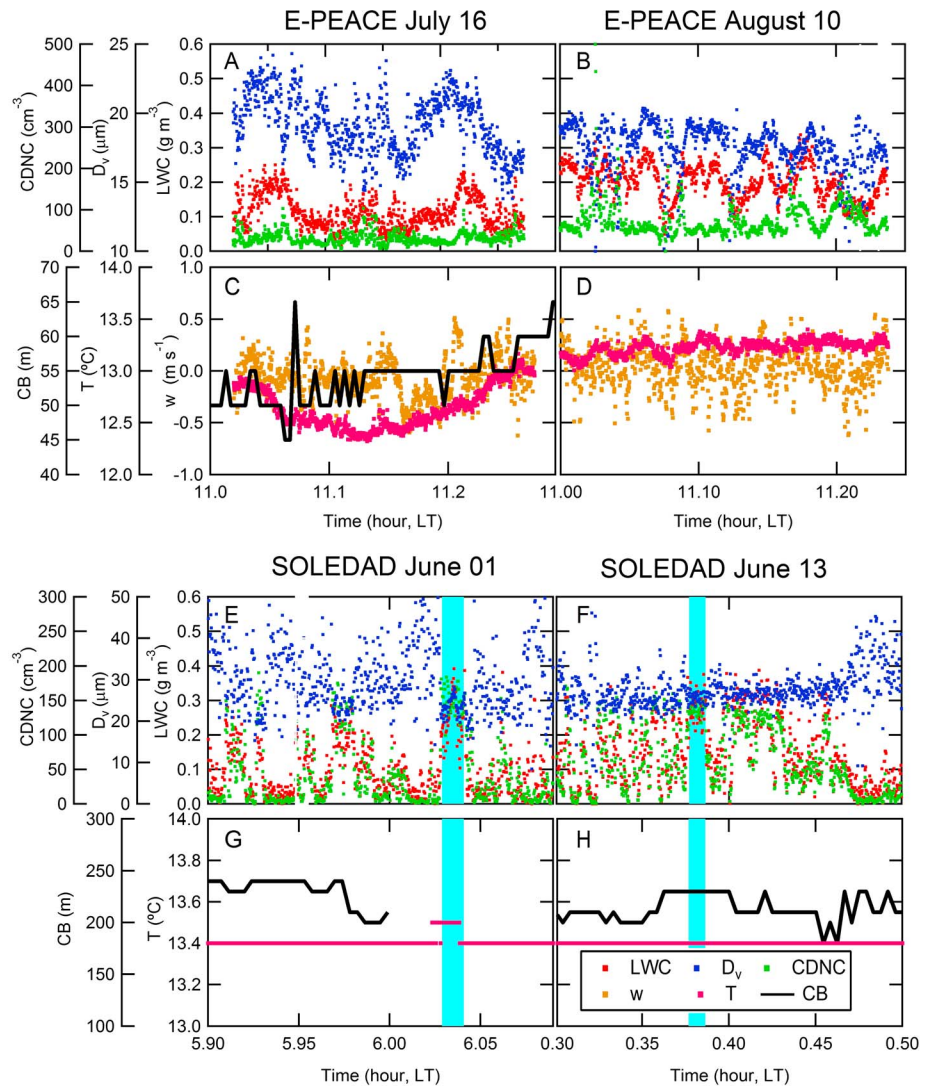 E-PEACE July 16
E-PEACE August 10
500
400
300
200
100
0
CDNC (cm-3)
25
20
15
10
Dv (μm)
0.6
0.5
0.4
0.3
0.2
0.1
0.0
LWC (g m-3)
A
B
70
65
60
55
50
45
40
CB (m)
14.0
13.5
13.0
12.5
12.0
T (ºC)
1.0
0.5
0.0
-0.5
-1.0
w (m s-1)
C
D
11.0
11.1
11.2
11.00
11.10
11.20
Time (hour, LT)
Time (hour, LT)
SOLEDAD June 01
SOLEDAD June 13
300
250
200
150
100
50
0
CDNC (cm-3)
50
40
30
20
10
0
Dv (μm)
0.6
0.5
0.4
0.3
0.2
0.1
0.0
LWC (g m-3)
E
F
300
250
200
150
100
CB (m)
14.0
13.8
13.6
13.4
13.2
13.0
T (ºC)
G
H
LWC Dv CDNC
w T CB
5.90
5.95
6.00
6.05
0.30
0.35
0.40
0.45
0.50
Time (hour, LT)
Time (hour, LT)